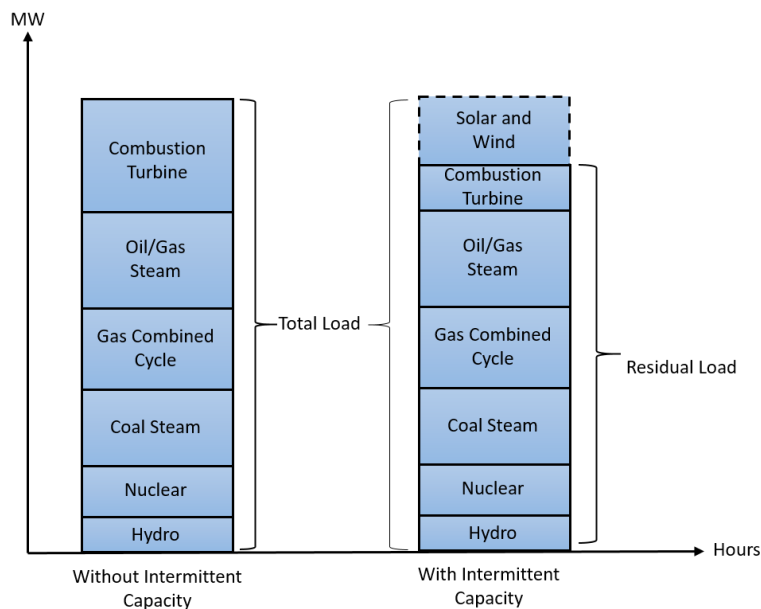 MW
Combustion
Turbine
Oil/Gas
Steam
Gas Combined
Cycle
Coal Steam
Nuclear
Hydro
Total Load
Solar and
Wind
Combustion
Turbine
Oil/Gas
Steam
Gas Combined
Cycle
Coal Steam
Nuclear
Hydro
Residual Load
Hours
Without Intermittent
Capacity
With Intermittent
Capacity